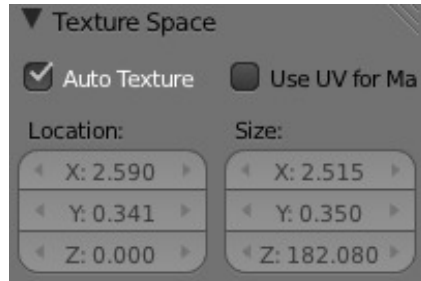 Texture Space
Auto Texture Use UV for Ma
Location: Size:
X: 2.590 X: 2.515
Y: 0.341 Y: 0.350
Z: 0.000 Z: 182.080